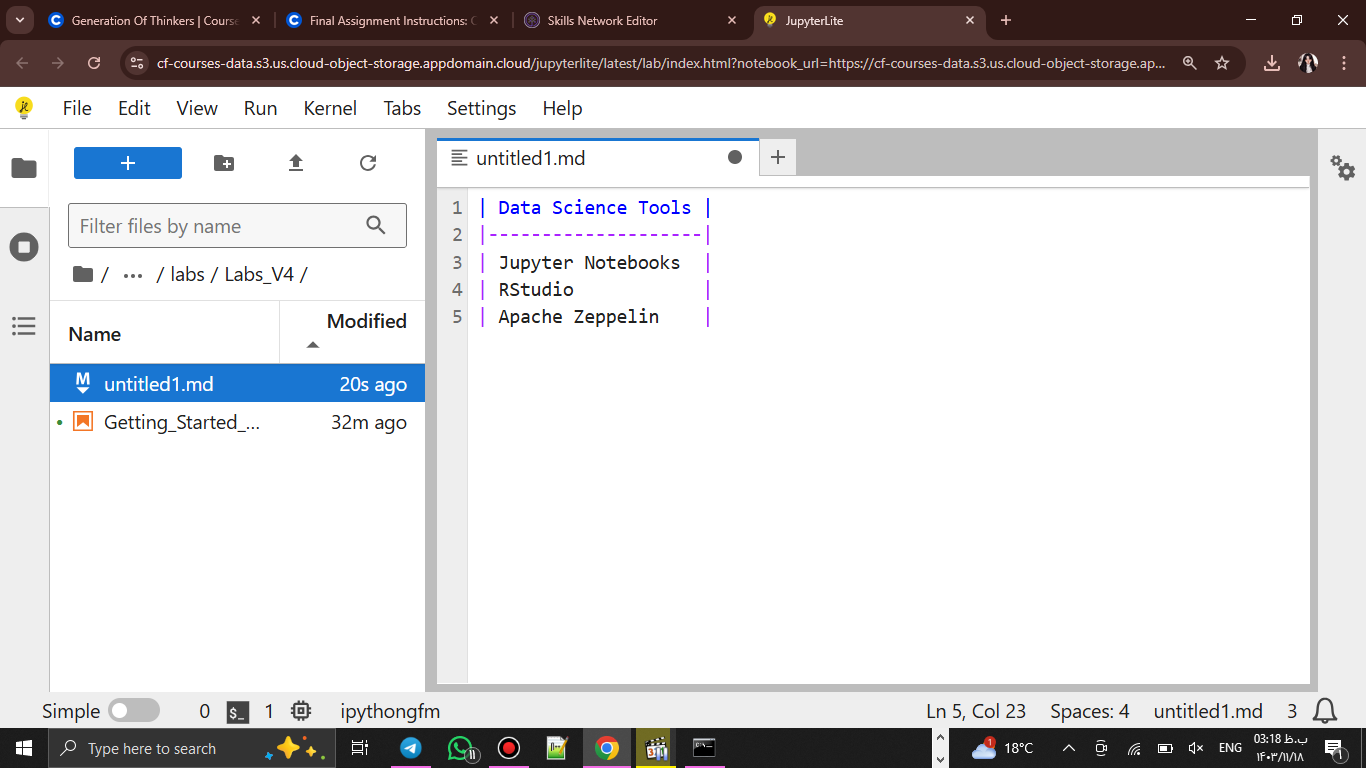 Generation Of Thinkers | Course
Final Assignment Instructions: C
Skills Network Editor
JupyterLite
cf-courses-data.s3.us.cloud-object-storage.appdomain.cloud/jupyterlite/latest/lab/index.html?notebook_url=https://cf-courses-data.s3.us.cloud-object-storage.ap...
File Edit View Run Kernel Tabs Settings Help
untitled1.md
Filter files by name
/ ... / labs / Labs_V4 /
Name Modified
untitled1.md 20s ago
Getting_Started_... 32m ago
1 | Data Science Tools |
2 |--------------------|
3 | Jupyter Notebooks |
4 | RStudio |
5 | Apache Zeppelin |
Simple 0 $_ 1 ipythongfm Ln 5, Col 23 Spaces: 4 untitled1.md 3
Type here to search
18°C
ENG
03:18 ب.ظ
۱۴۰۳/۱۱/۱۸